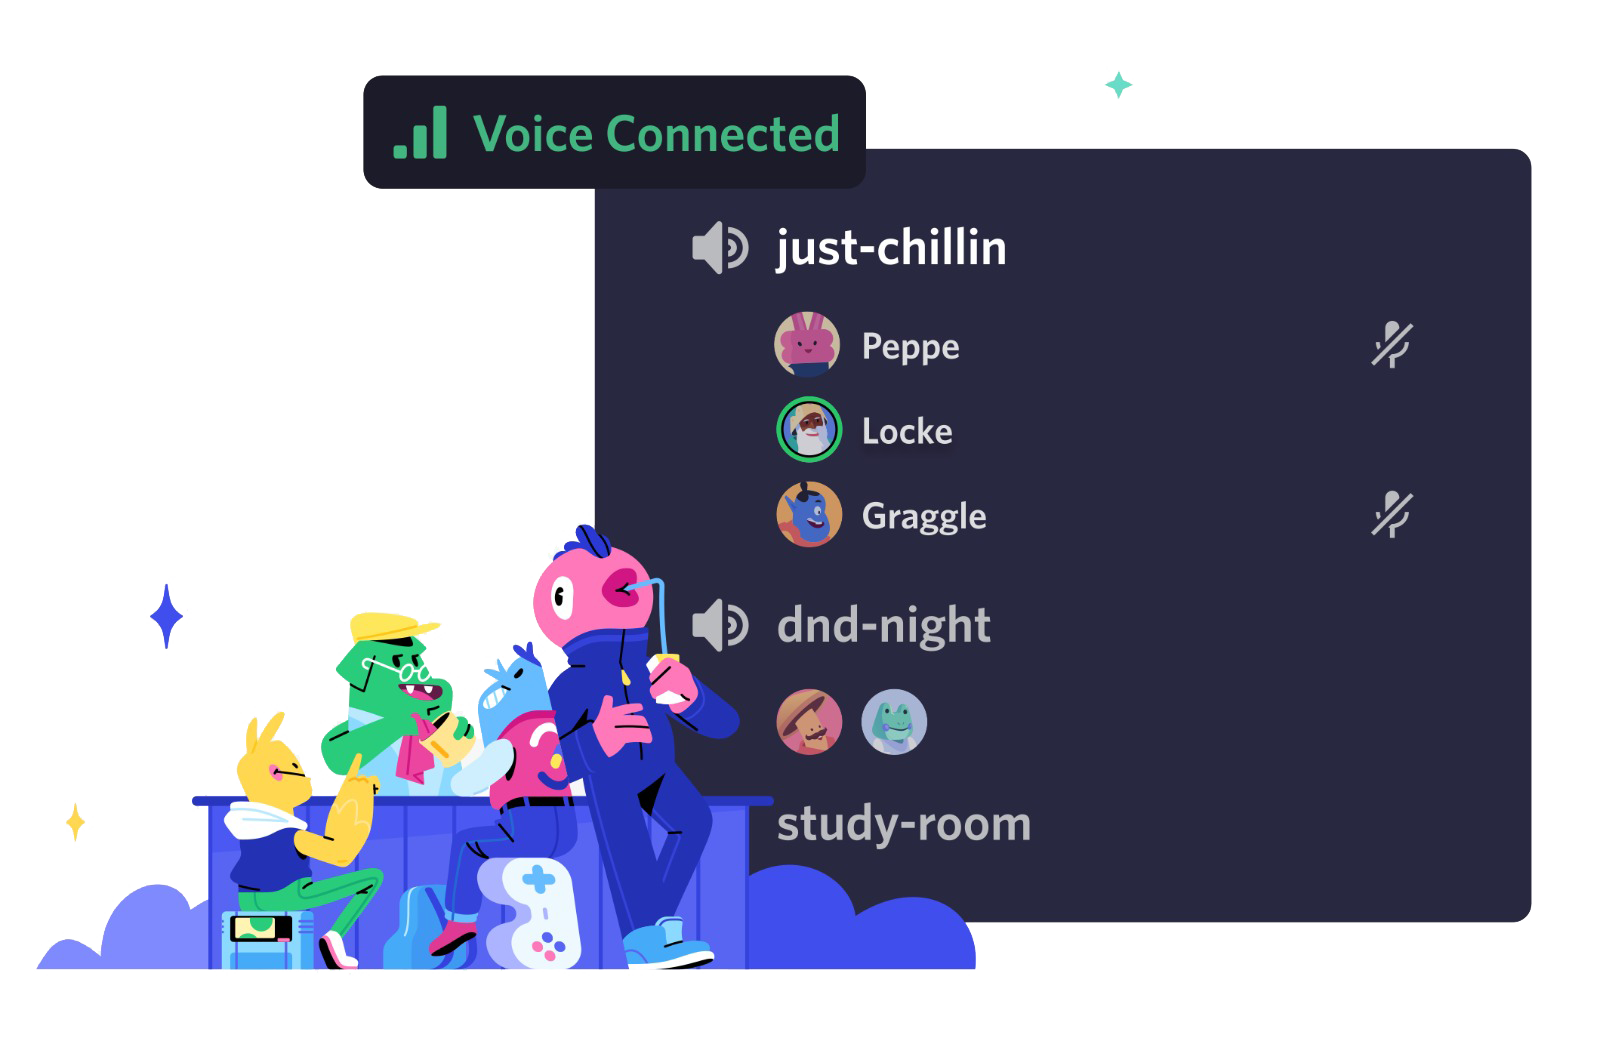 Voice Connected
just-chillin
Peppe
Locke
Graggle
dnd-night
study-room